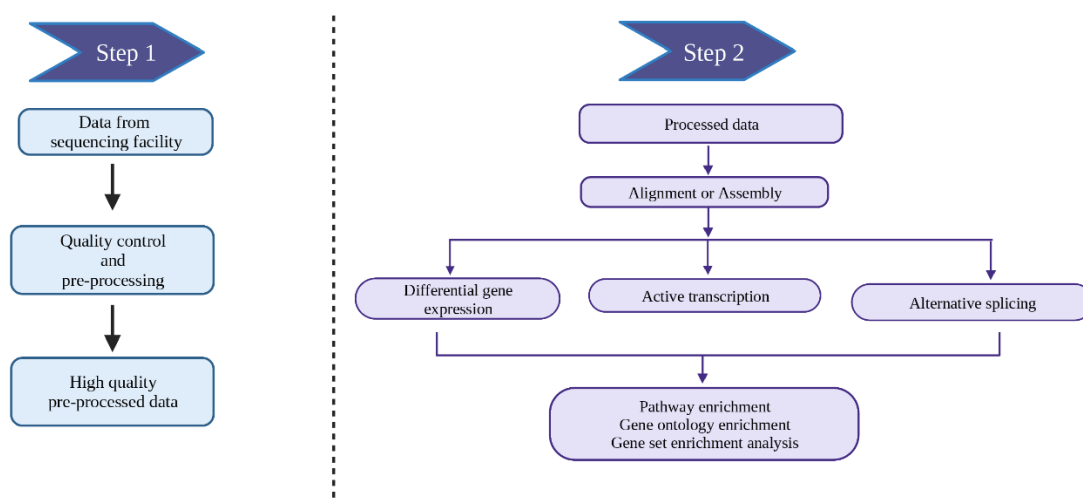 Step 1
Data from
sequencing facility
Quality control
and
pre-processing
High quality
pre-processed data
Step 2
Processed data
Alignment or Assembly
Differential gene
expression
Active transcription
Alternative splicing
Pathway enrichment
Gene ontology enrichment
Gene set enrichment analysis